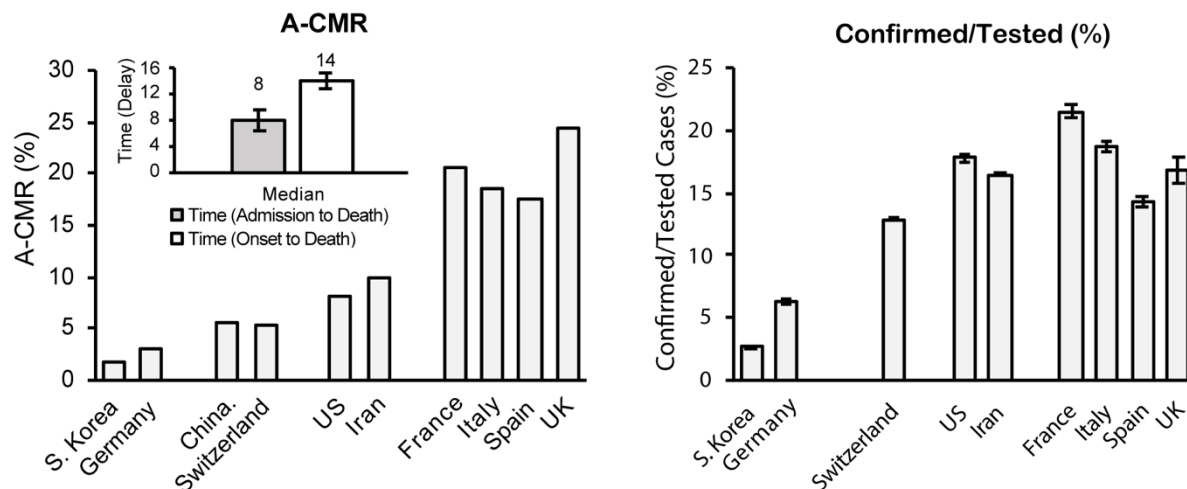 A-CMR
A-CMR (%)
30
25
20
15
10
5
0
Time (Delay)
16
12
8
4
0
8
14
Median
Time (Admission to Death)
Time (Onset to Death)
S. Korea
Germany
China.
Switzerland
US
Iran
France
Italy
Spain
UK
Confirmed/Tested (%)
Confirmed/Tested Cases (%)
25
20
15
10
5
0
S. Korea
Germany
Switzerland
US
Iran
France
Italy
Spain
UK